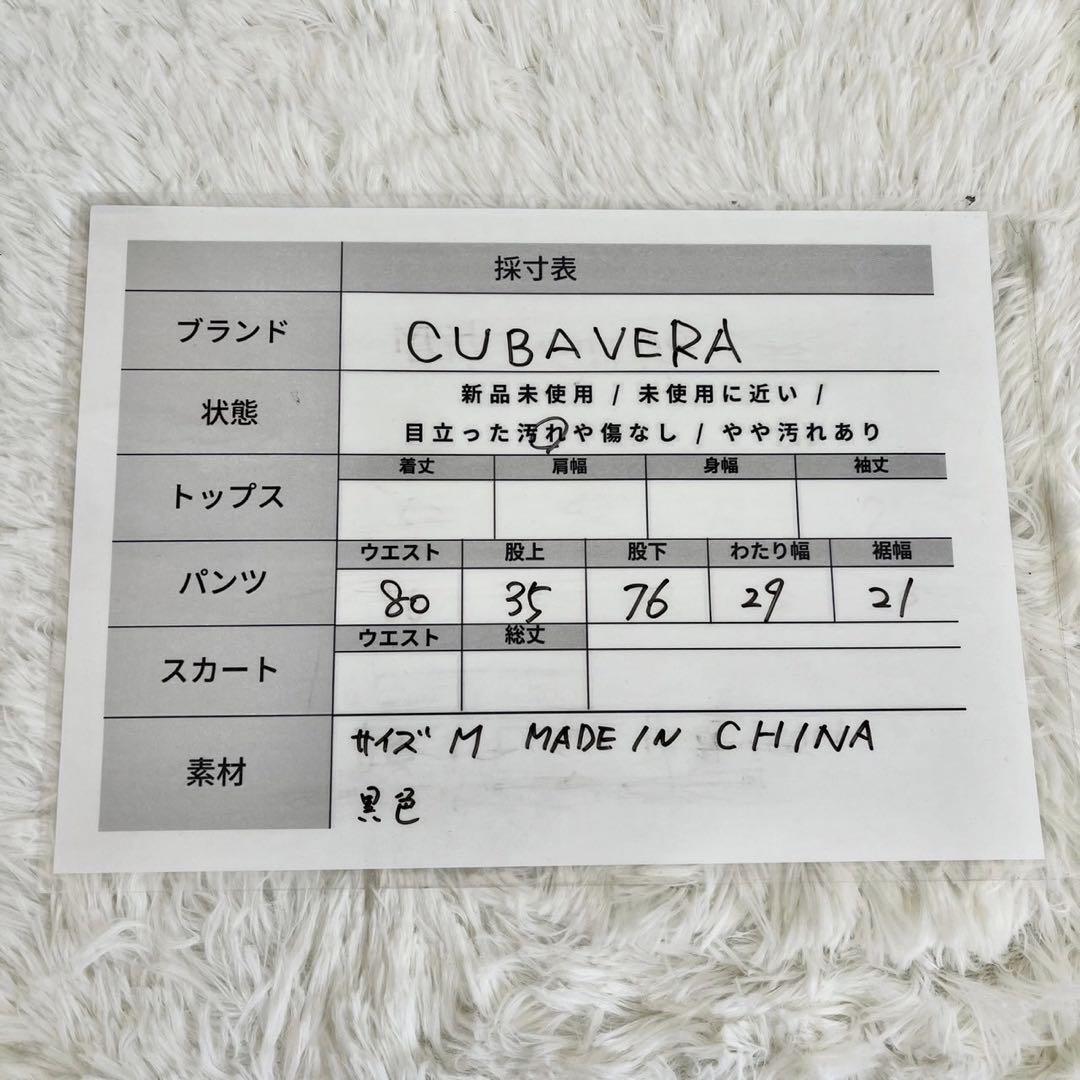 採寸表
ブランド CUBAVERA
状態 新品未使用 / 未使用に近い /
目立った汚れや傷なし / やや汚れあり
トップス 着丈 肩幅 身幅 袖丈
パンツ ウエスト 股上 股下 わたり幅 裾幅
80 35 76 29 21
スカート ウエスト 総丈
素材 サイズ M MADE IN CHINA
黒色